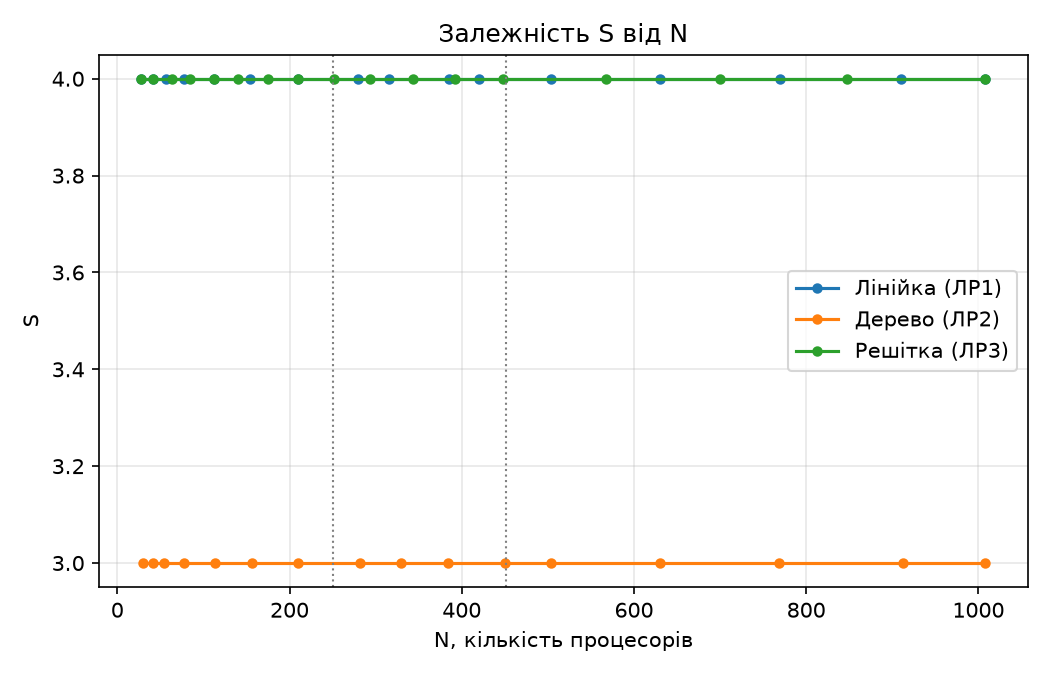 Залежність S від N
4.0
3.8
3.6
3.4
3.2
3.0
S
Лінійка (ЛР1)
Дерево (ЛР2)
Решітка (ЛР3)
0 200 400 600 800 1000
N, кількість процесорів